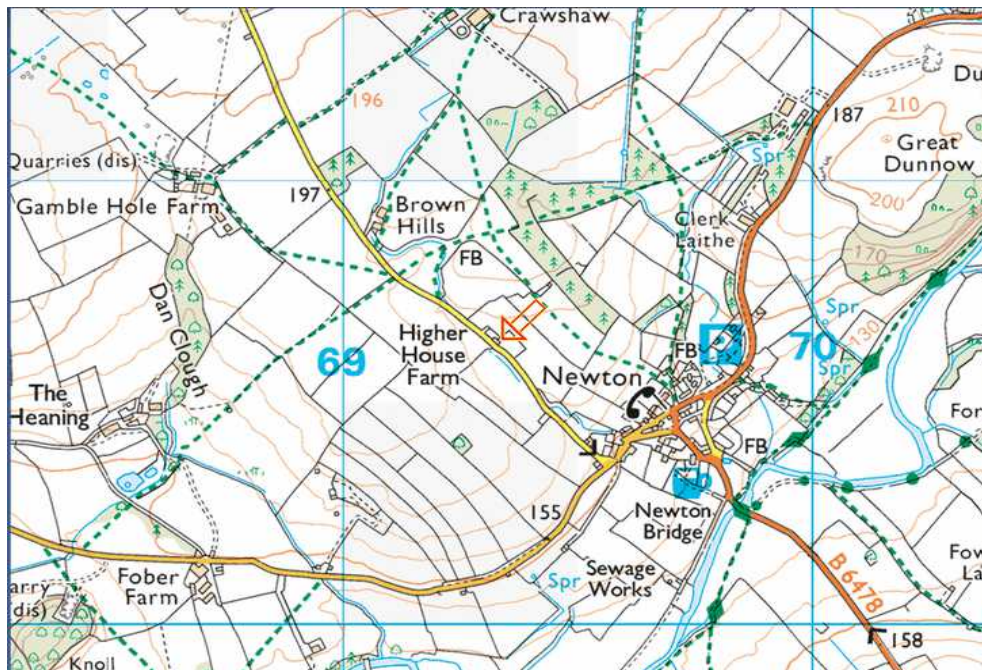 Crawshaw
196
187
210
Du
Great
Dunnow
Quarries (dis)
Spr
197
200
Gamble Hole Farm
Brown
Hills
Clerk
Laithe
170
FB
Dan Clough
Spr
130
Higher
House
Farm
69
FB
P
70
Spr
Newton
The
Heaning
For
FB
155
Newton
Bridge
Fober
Farm
Sewage
Works
Spr
B 6478
Fow
La
arry
(dis)
158
Knoll